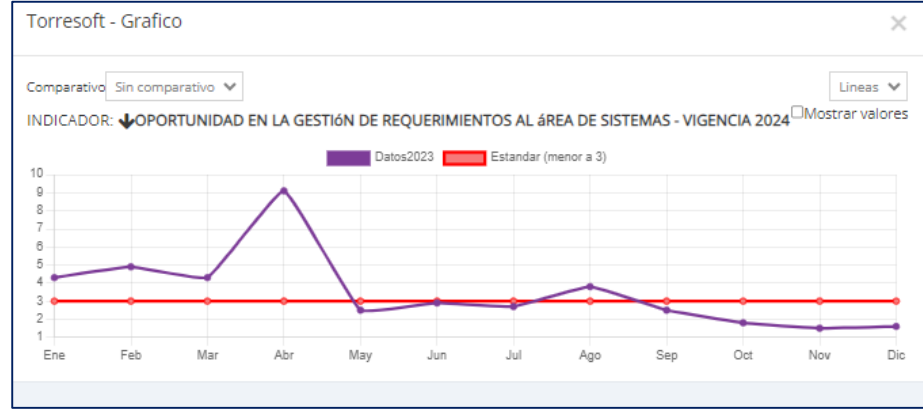 Torresoft - Grafico ×
Comparativo Sin comparativo Lineas
INDICADOR: OPORTUNIDAD EN LA GESTIóN DE REQUERIMIENTOS AL áREA DE SISTEMAS - VIGENCIA 2024 Mostrar valores
Datos2023 Estandar (menor a 3)
10
9
8
7
6
5
4
3
2
1
Ene Feb Mar Abr May Jun Jul Ago Sep Oct Nov Dic